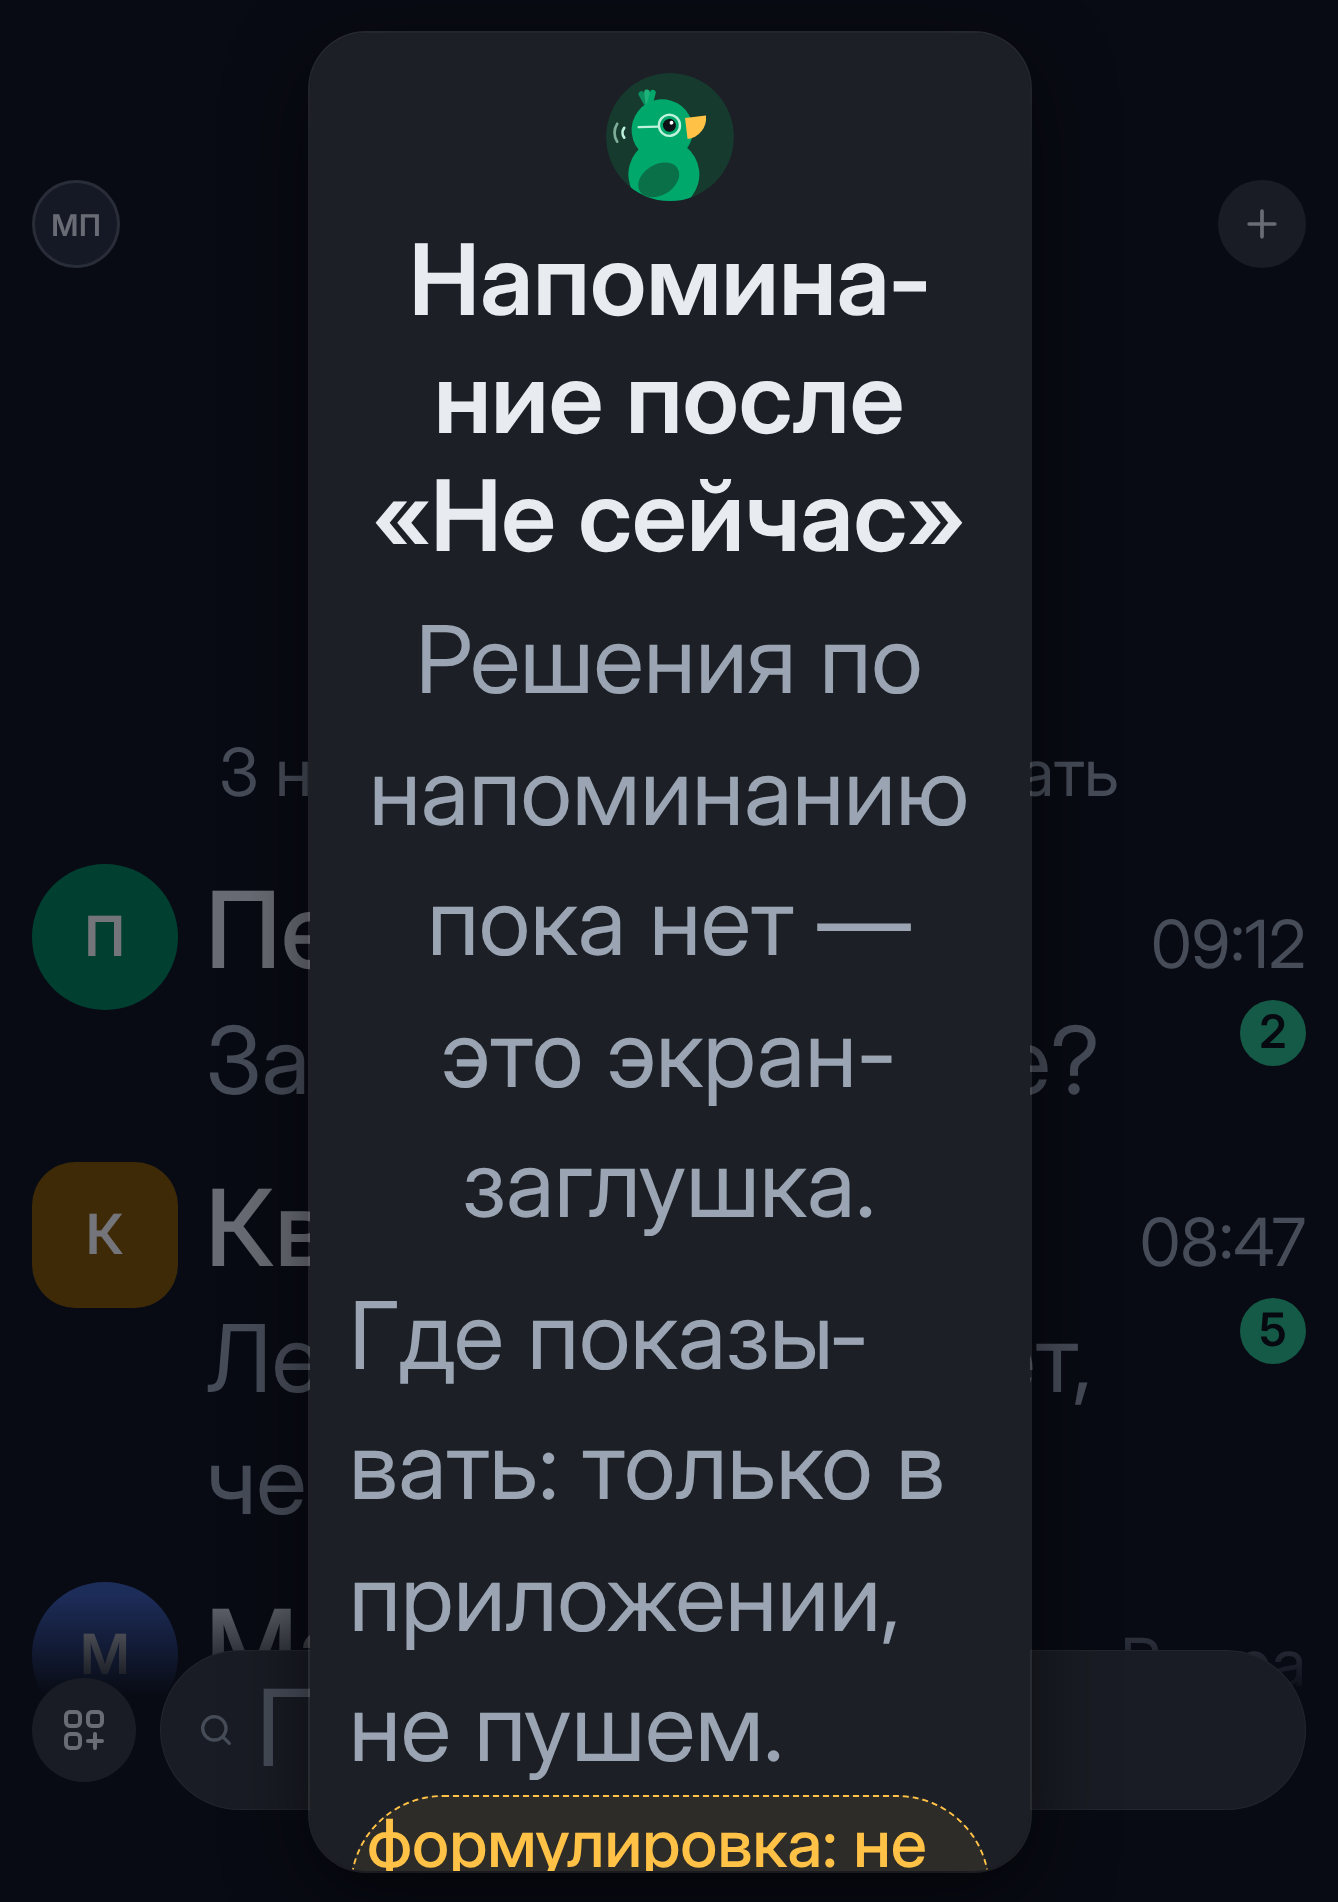 МП
Напомина-
ние после
«Не сейчас»
Решения по
напоминанию
пока нет —
это экран-
заглушка.
Где показы-
вать: только в
приложении,
не пушем.
формулировка: не
П
09:12
2
К
08:47
5
М